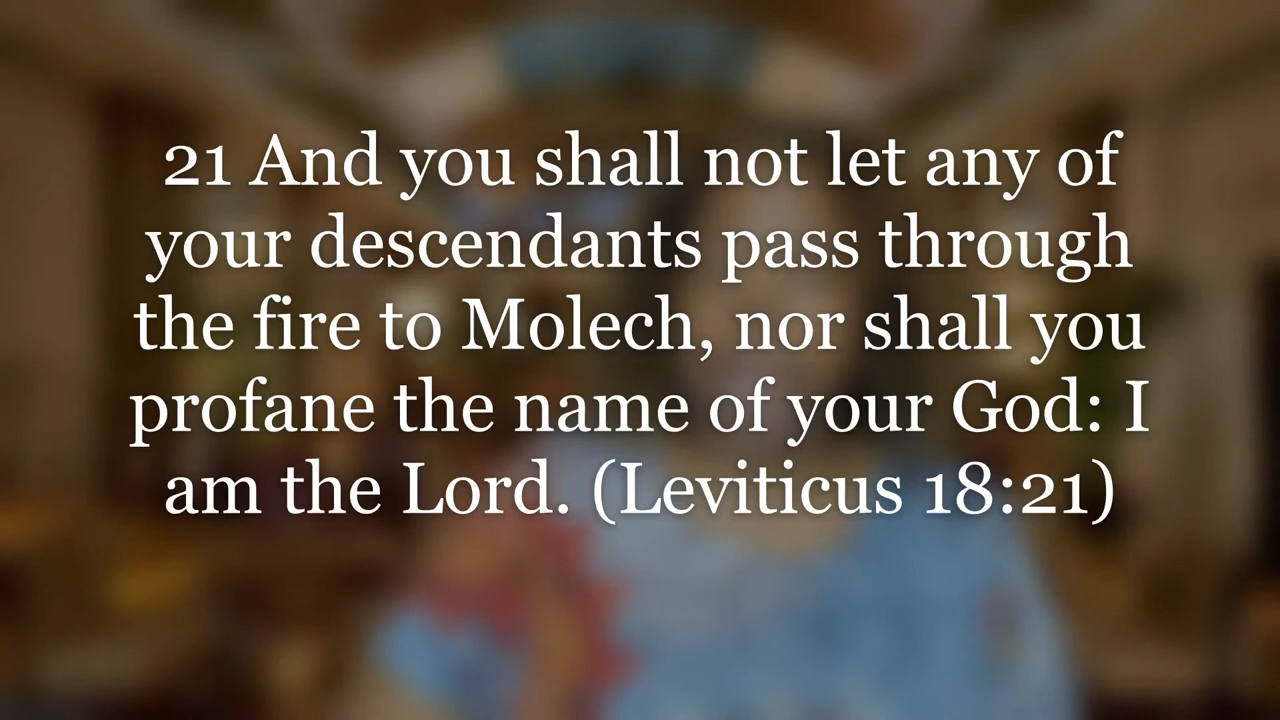 21 And you shall not let any of
your descendants pass through
the fire to Molech, nor shall you
profane the name of your God: I
am the Lord. (Leviticus 18:21)